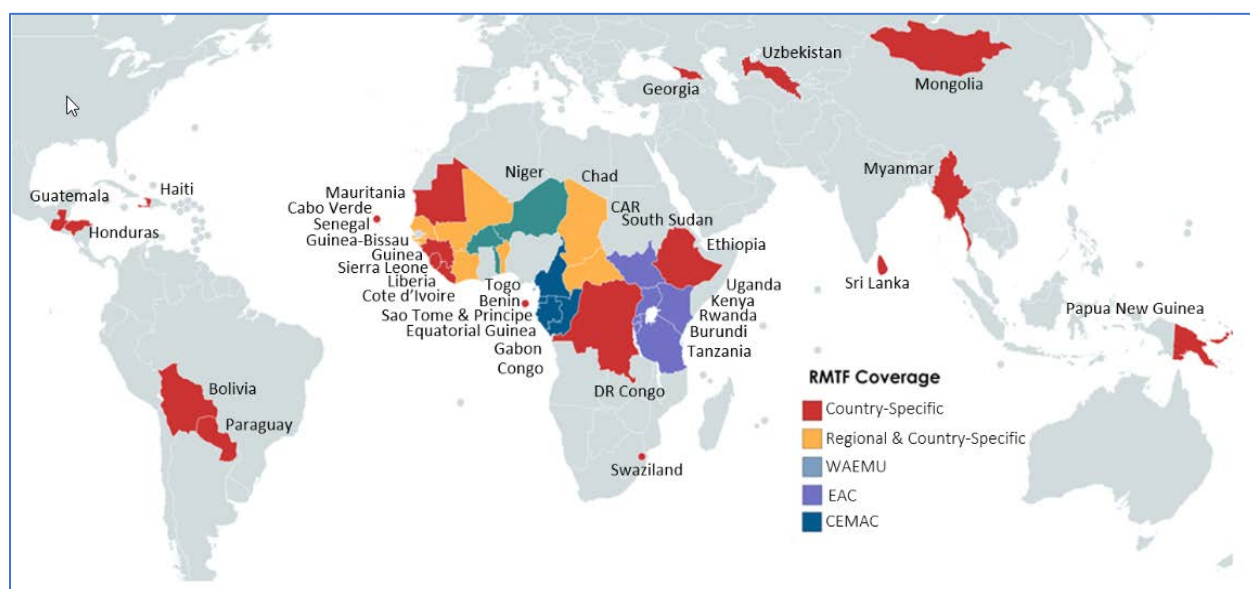 Uzbekistan
Georgia
Mongolia
Myanmar
Niger
Chad
Guatemala
Haiti
Mauritania
CAR
Cabo Verde
South Sudan
Senegal
Honduras
Guinea-Bissau
Ethiopia
Guinea
Sierra Leone
Liberia
Togo
Uganda
Sri Lanka
Cote d'Ivoire
Benin
Kenya
Papua New Guinea
Sao Tome & Principe
Rwanda
Equatorial Guinea
Burundi
Gabon
Tanzania
Congo
RMTF Coverage
Bolivia
DR Congo
Country-Specific
Paraguay
Regional & Country-Specific
WAEMU
Swaziland
EAC
CEMAC